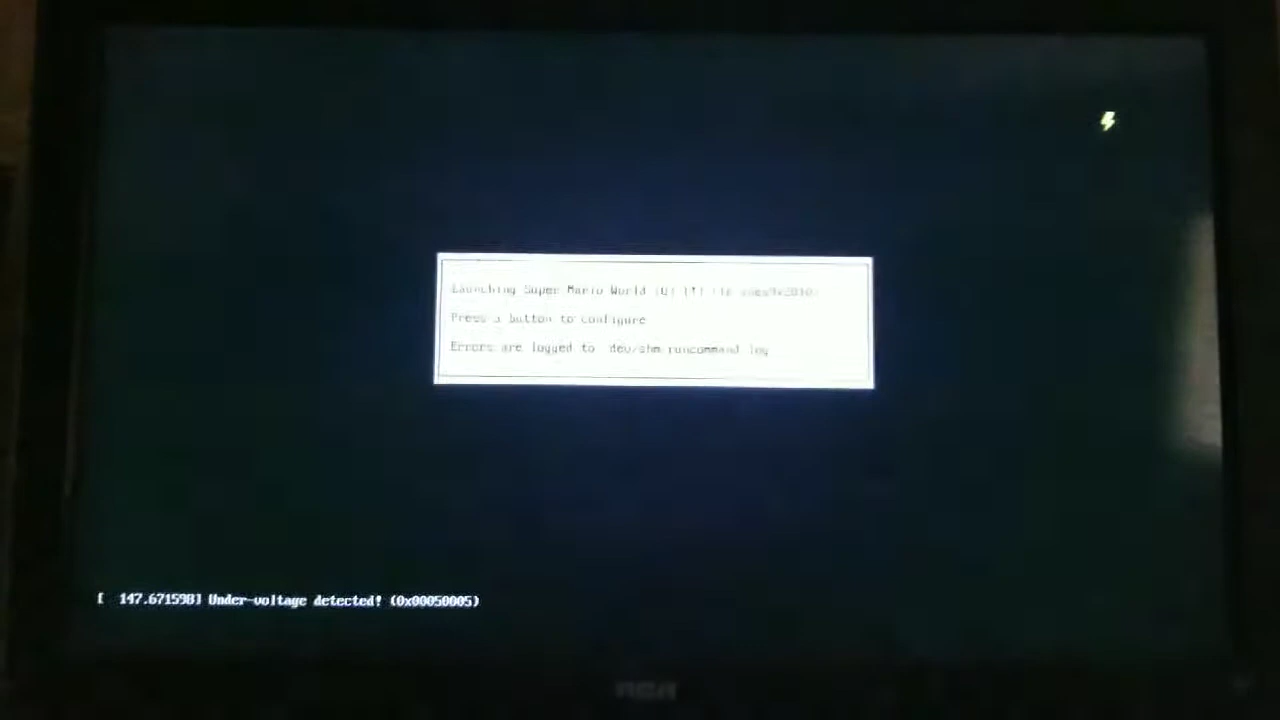 Launching Super Mario World (U) [!] (lr-snes9x2010)
Press a button to configure
Errors are logged to /dev/shm/runcommand.log
[  147.671598] Under-voltage detected! (0x00050005)
RCA